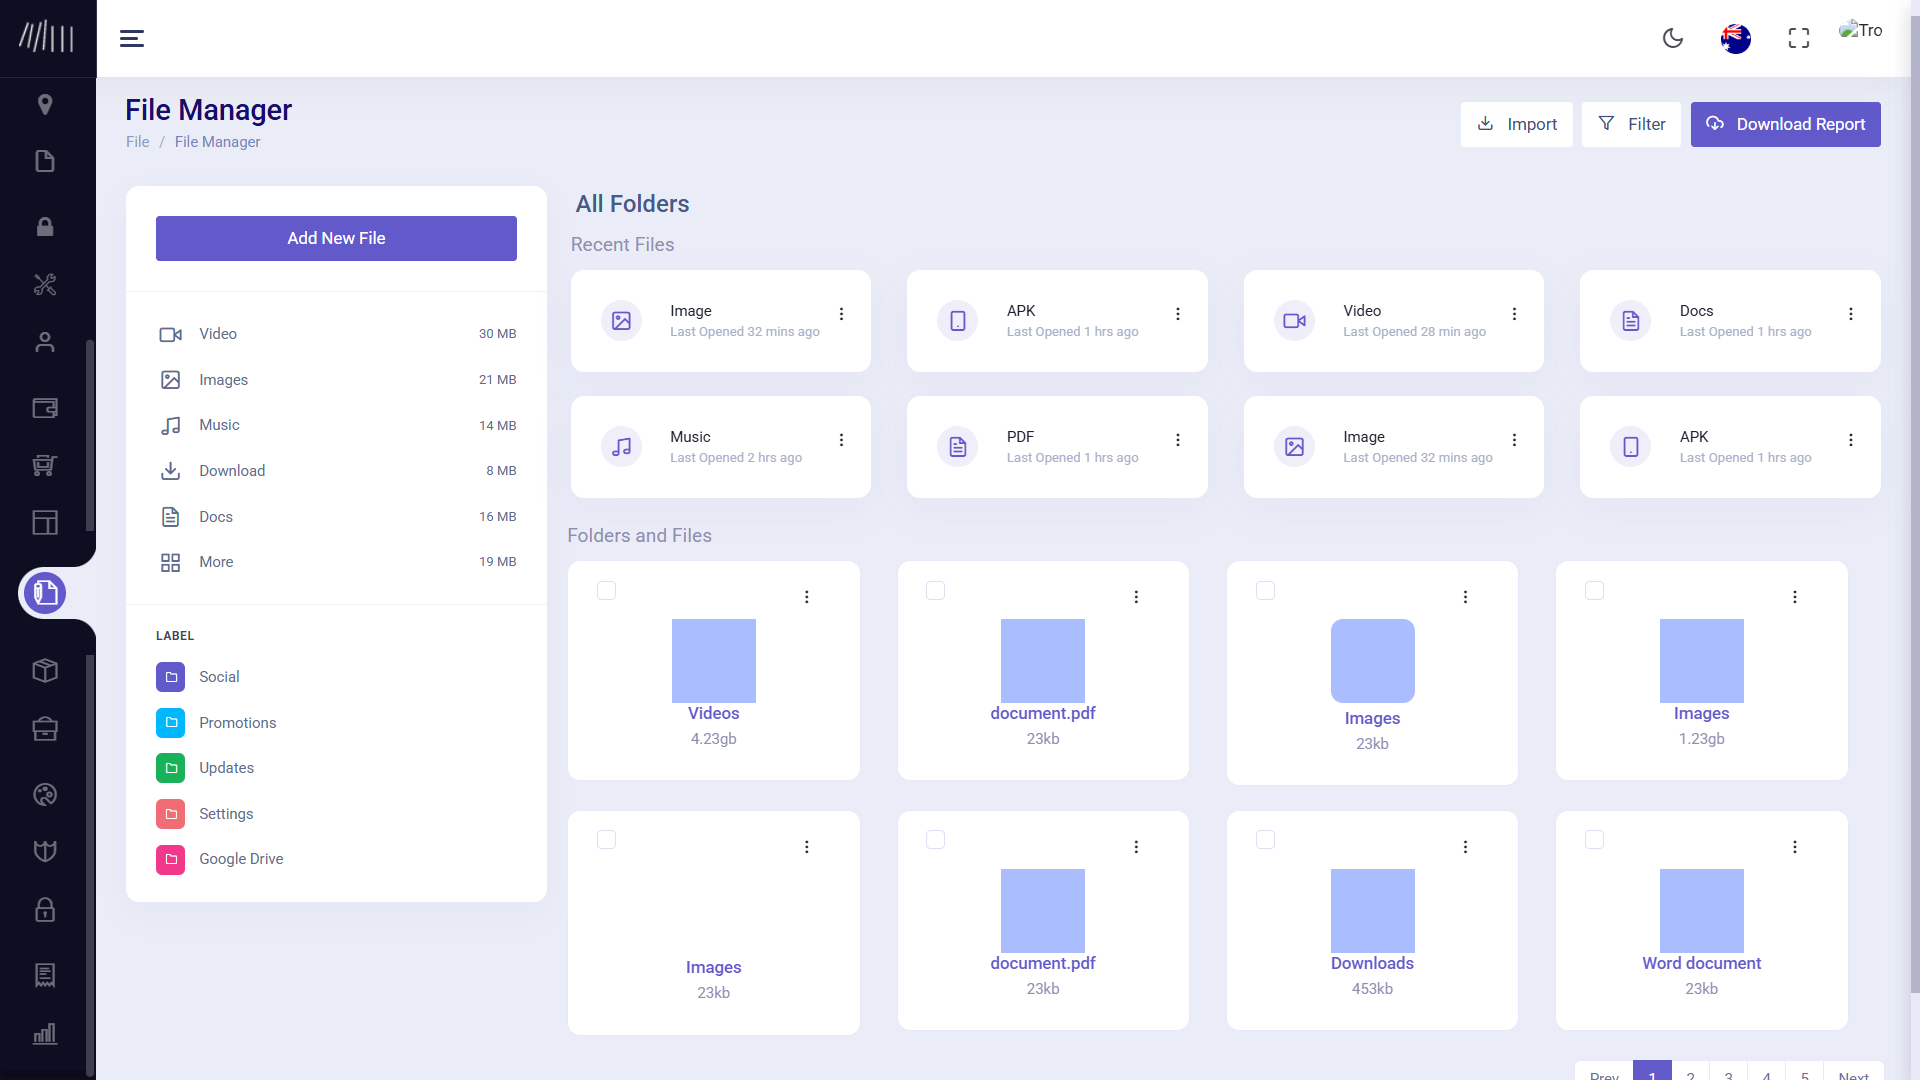 Tro
File Manager
File / File Manager
Import
Filter
Download Report
Add New File
Video 30 MB
Images 21 MB
Music 14 MB
Download 8 MB
Docs 16 MB
More 19 MB
LABEL
Social
Promotions
Updates
Settings
Google Drive
All Folders
Recent Files
Image
Last Opened 32 mins ago
APK
Last Opened 1 hrs ago
Video
Last Opened 28 min ago
Docs
Last Opened 1 hrs ago
Music
Last Opened 2 hrs ago
PDF
Last Opened 1 hrs ago
Image
Last Opened 32 mins ago
APK
Last Opened 1 hrs ago
Folders and Files
Videos
4.23gb
document.pdf
23kb
Images
23kb
Images
1.23gb
Images
23kb
document.pdf
23kb
Downloads
453kb
Word document
23kb
Prev 1 2 3 4 5 Next